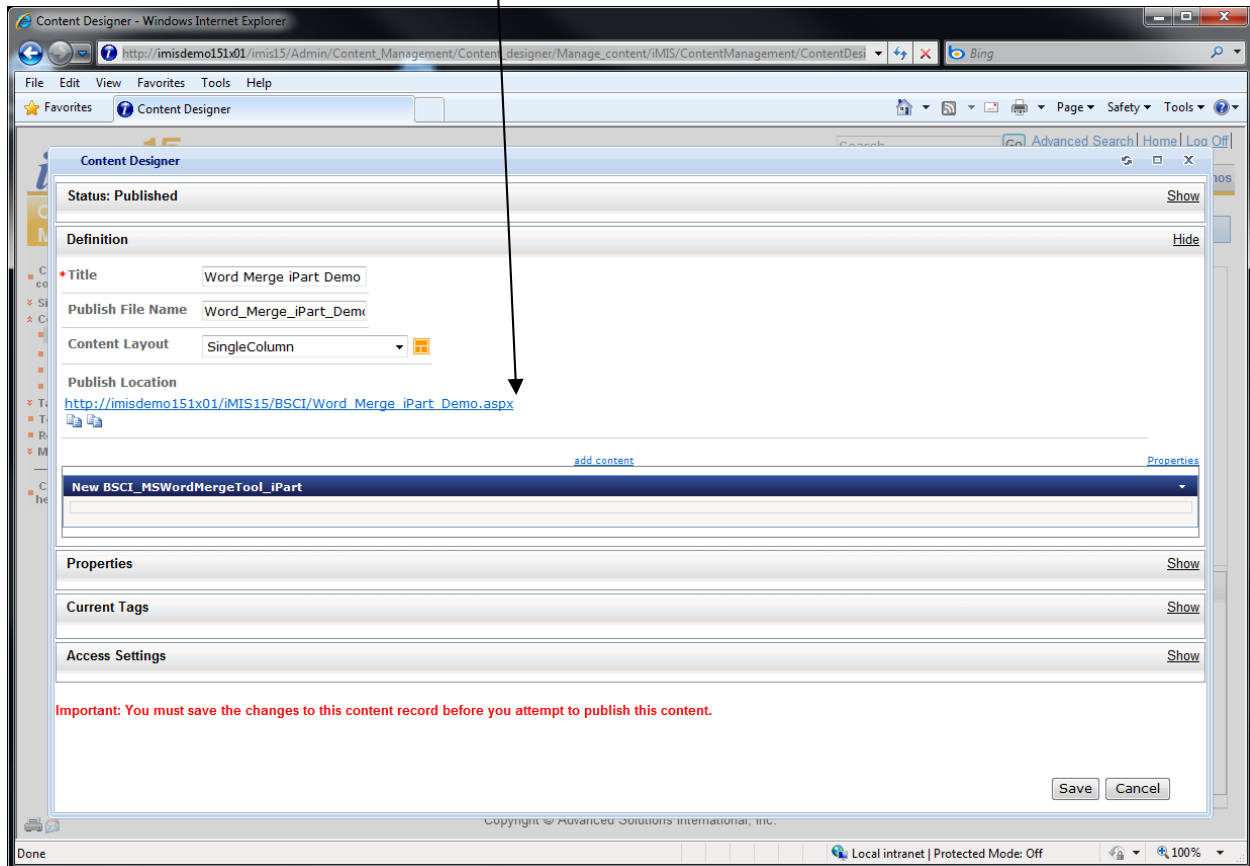 Content Designer - Windows Internet Explorer
http://imisdemo151x01/imis15/Admin/Content_Management/Content_designer/Manage_content/iMIS/ContentManagement/ContentDesi
Bing
File Edit View Favorites Tools Help
Favorites Content Designer Page Safety Tools
Search Go Advanced Search Home Log Off
Content Designer X
Status: Published Show
Definition Hide
*Title Word Merge iPart Demo
Publish File Name Word_Merge_iPart_Demo
Content Layout SingleColumn
Publish Location
http://imisdemo151x01/iMIS15/BSCI/Word_Merge_iPart_Demo.aspx
add content Properties
New BSCI_MSWordMergeTool_iPart
Properties Show
Current Tags Show
Access Settings Show
Important: You must save the changes to this content record before you attempt to publish this content.
Save Cancel
Copyright © Advanced Solutions International, Inc.
Done Local intranet | Protected Mode: Off 100%